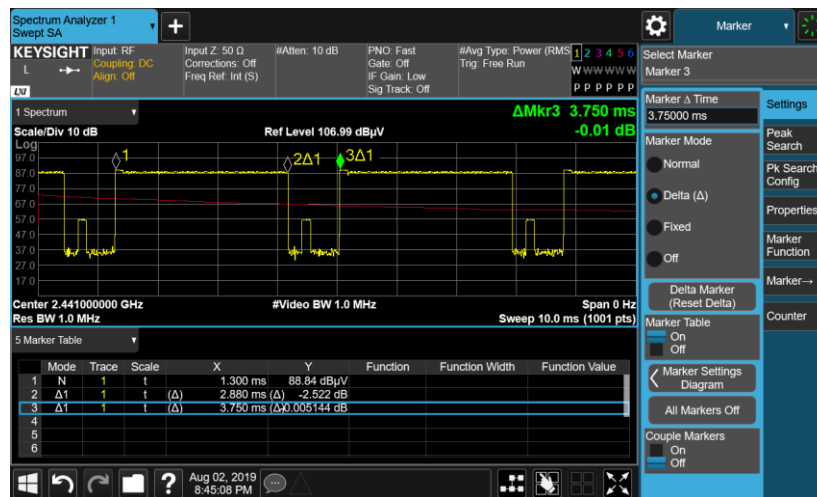 Spectrum Analyzer 1
Swept SA
Marker
KEYSIGHT Input: RF Input Z: 50 Ω #Atten: 10 dB PNO: Fast #Avg Type: Power (RMS 1 2 3 4 5 6
L Coupling: DC Corrections: Off Gate: Off Trig: Free Run
Align: Off Freq Ref: Int (S) IF Gain: Low W W W W W W
LXI Sig Track: Off P P P P P P
Select Marker
Marker 3
1 Spectrum ΔMkr3 3.750 ms
Scale/Div 10 dB Ref Level 106.99 dBµV -0.01 dB
Log
97.0
87.0
77.0
67.0
57.0
47.0
37.0
27.0
17.0
1 2Δ1 3Δ1
Center 2.441000000 GHz #Video BW 1.0 MHz Span 0 Hz
Res BW 1.0 MHz Sweep 10.0 ms (1001 pts)
5 Marker Table
Mode Trace Scale X Y Function Function Width Function Value
1 N 1 t 1.300 ms 88.84 dBµV
2 Δ1 1 t (Δ) 2.880 ms (Δ) -2.522 dB
3 Δ1 1 t (Δ) 3.750 ms (Δ) 0.005144 dB
4
5
6
Aug 02, 2019
8:45:08 PM
Marker Δ Time
3.75000 ms
Marker Mode
Normal
Delta (Δ)
Fixed
Off
Delta Marker
(Reset Delta)
Marker Table
On
Off
Marker Settings
Diagram
All Markers Off
Couple Markers
On
Off
Settings
Peak
Search
Pk Search
Config
Properties
Marker
Function
Marker→
Counter